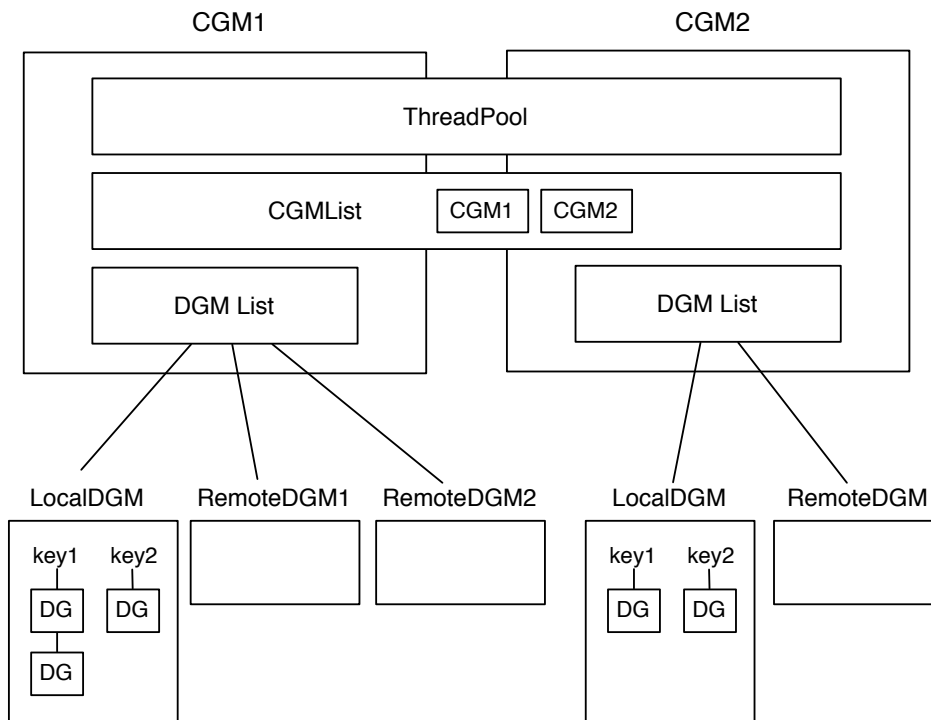 CGM1
CGM2
ThreadPool
CGMList
CGM1
CGM2
DGM List
DGM List
LocalDGM
RemoteDGM1
RemoteDGM2
LocalDGM
RemoteDGM
key1
key2
key1
key2
DG
DG
DG
DG
DG